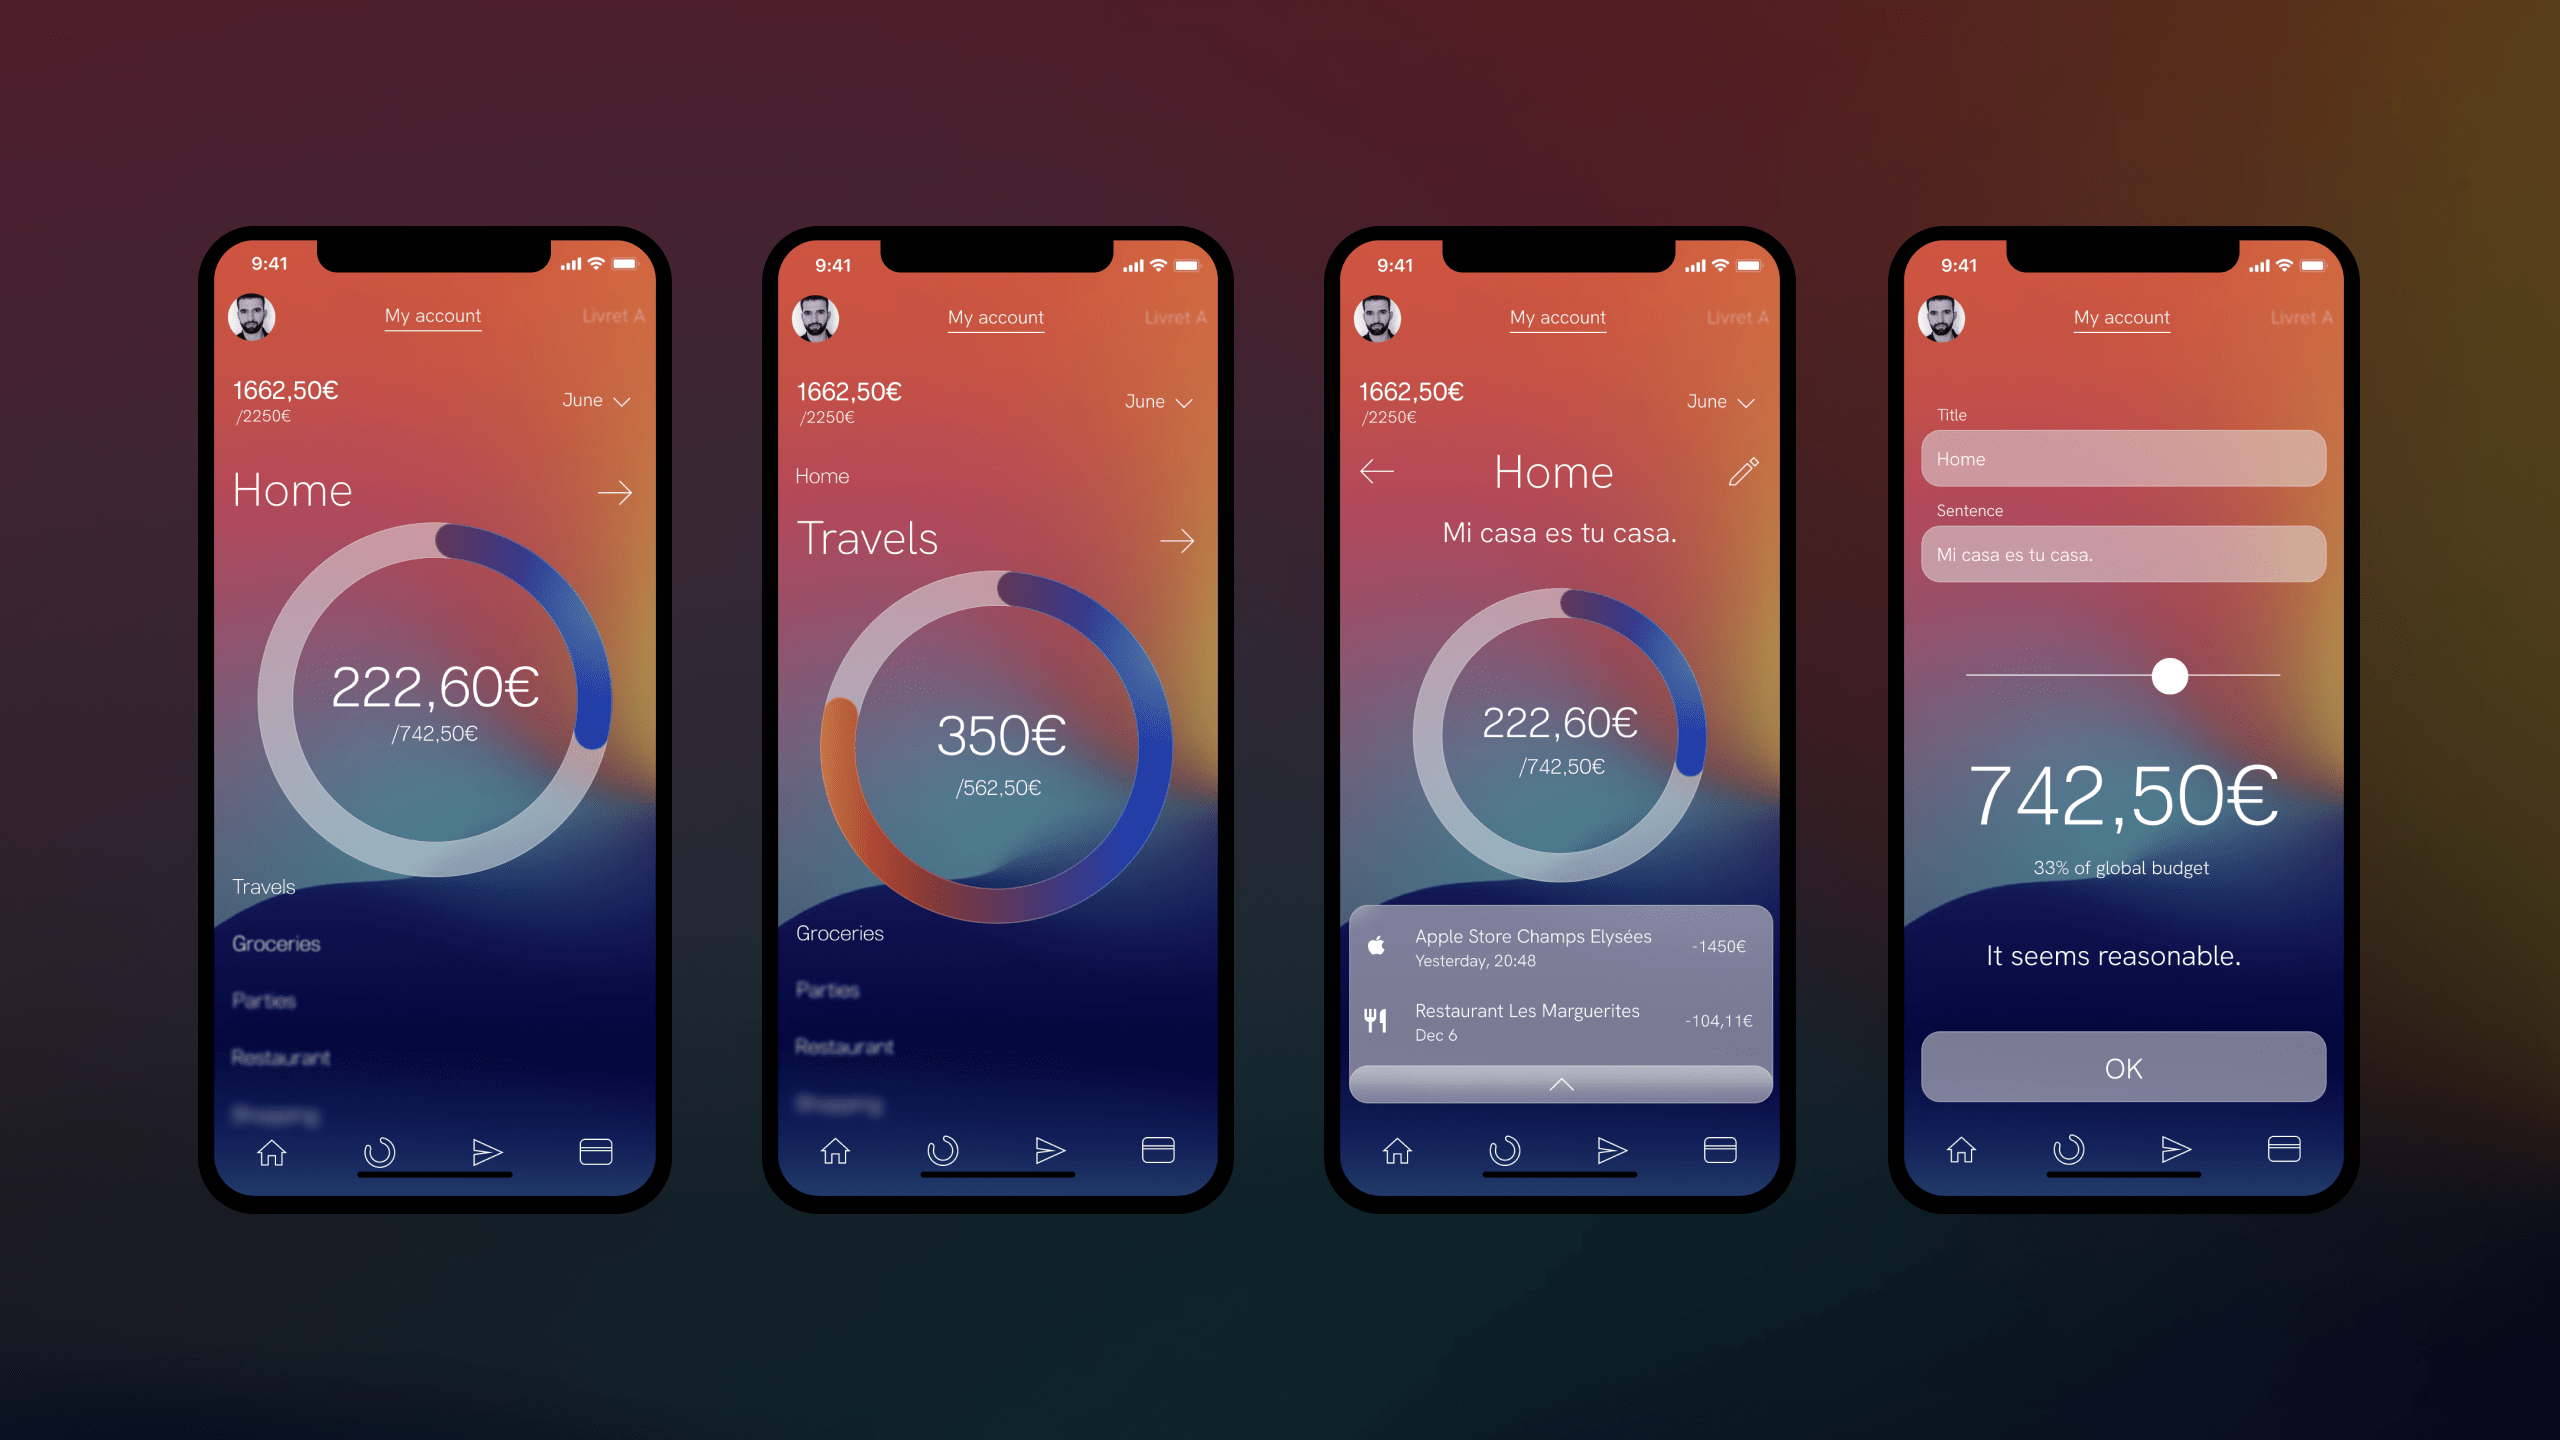 9:41
My account
Livret A
1662,50€
/2250€
June
Home
222,60€
/742,50€
Travels
Groceries
Parties
Restaurant
Shopping
9:41
My account
Livret A
1662,50€
/2250€
June
Home
Travels
350€
/562,50€
Groceries
Parties
Restaurant
Shopping
9:41
My account
Livret A
1662,50€
/2250€
June
Home
Mi casa es tu casa.
222,60€
/742,50€
Apple Store Champs Elysées
-1450€
Yesterday, 20:48
Restaurant Les Marguerites
-104,11€
Dec 6
9:41
My account
Livret A
Title
Home
Sentence
Mi casa es tu casa.
742,50€
33% of global budget
It seems reasonable.
OK